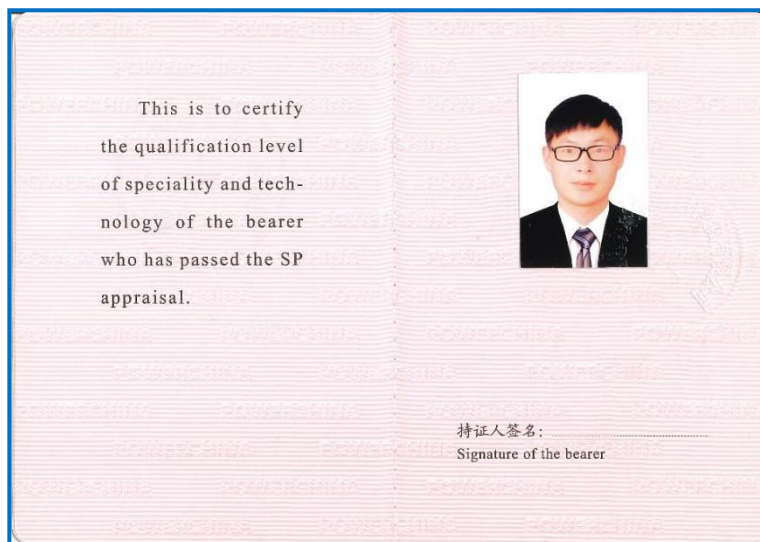 This is to certify
the qualification level
of speciality and tech-
nology of the bearer
who has passed the SP
appraisal.
持证人签名:
Signature of the bearer
POWERCHINA